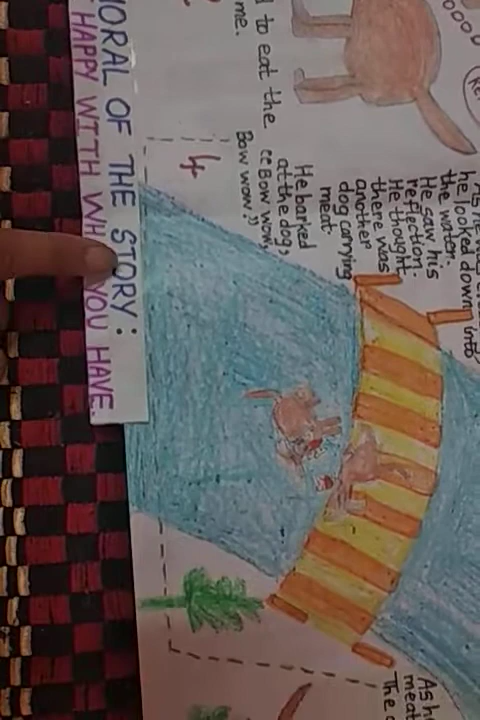 MORAL OF THE STORY:
HAPPY WITH YOU HAVE
d to eat the
me.
4
he looked down into
the water.
He saw his
reflection.
He thought
there was
another
dog carrying
meat.
He barked
at the dog,
"Bow wow,
Bow wow."
As h
meat
The